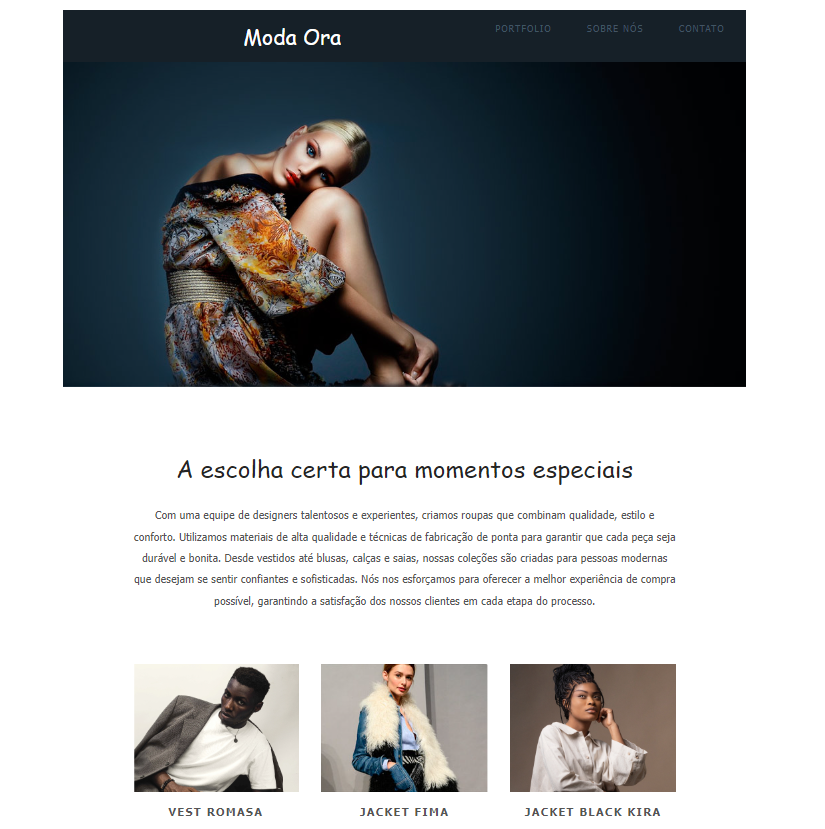 Moda Ora
PORTFOLIO SOBRE NÓS CONTATO
A escolha certa para momentos especiais
Com uma equipe de designers talentosos e experientes, criamos roupas que combinam qualidade, estilo e
conforto. Utilizamos materiais de alta qualidade e técnicas de fabricação de ponta para garantir que cada peça seja
durável e bonita. Desde vestidos até blusas, calças e saias, nossas coleções são criadas para pessoas modernas
que desejam se sentir confiantes e sofisticadas. Nós nos esforçamos para oferecer a melhor experiência de compra
possível, garantindo a satisfação dos nossos clientes em cada etapa do processo.
VEST ROMASA
JACKET FIMA
JACKET BLACK KIRA